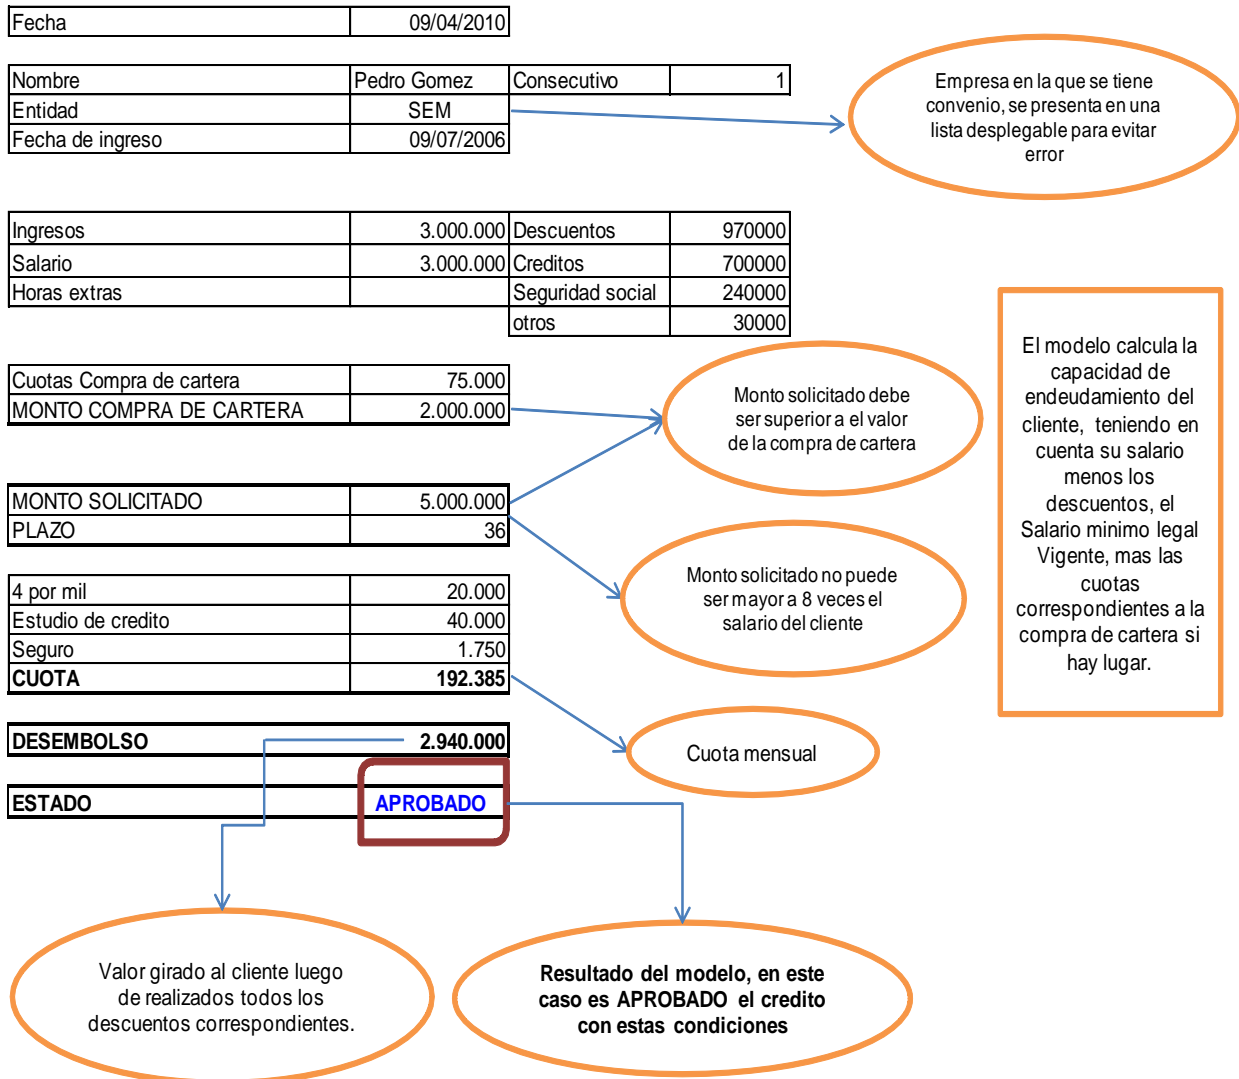 Fecha 09/04/2010
Nombre Pedro Gomez Consecutivo 1
Entidad SEM
Fecha de ingreso 09/07/2006
Empresa en la que se tiene
convenio, se presenta en una
lista desplegable para evitar
error
Ingresos 3.000.000 Descuentos 970000
Salario 3.000.000 Creditos 700000
Horas extras Seguridad social 240000
otros 30000
Cuotas Compra de cartera 75.000
MONTO COMPRA DE CARTERA 2.000.000
Monto solicitado debe
ser superior a el valor
de la compra de cartera
El modelo calcula la
capacidad de
endeudamiento del
cliente, teniendo en
cuenta su salario
menos los
descuentos, el
Salario minimo legal
Vigente, mas las
cuotas
correspondientes a la
compra de cartera si
hay lugar.
MONTO SOLICITADO 5.000.000
PLAZO 36
Monto solicitado no puede
ser mayor a 8 veces el
salario del cliente
4 por mil 20.000
Estudio de credito 40.000
Seguro 1.750
CUOTA 192.385
Cuota mensual
DESEMBOLSO 2.940.000
ESTADO APROBADO
Valor girado al cliente luego
de realizados todos los
descuentos correspondientes.
Resultado del modelo, en este
caso es APROBADO el credito
con estas condiciones